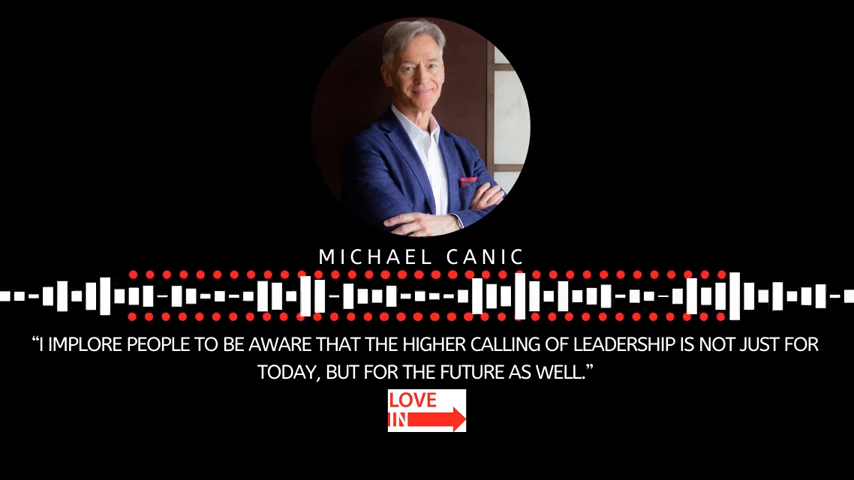 MICHAEL CANIC
“I IMPLORE PEOPLE TO BE AWARE THAT THE HIGHER CALLING OF LEADERSHIP IS NOT JUST FOR
TODAY, BUT FOR THE FUTURE AS WELL.”
LOVE
IN